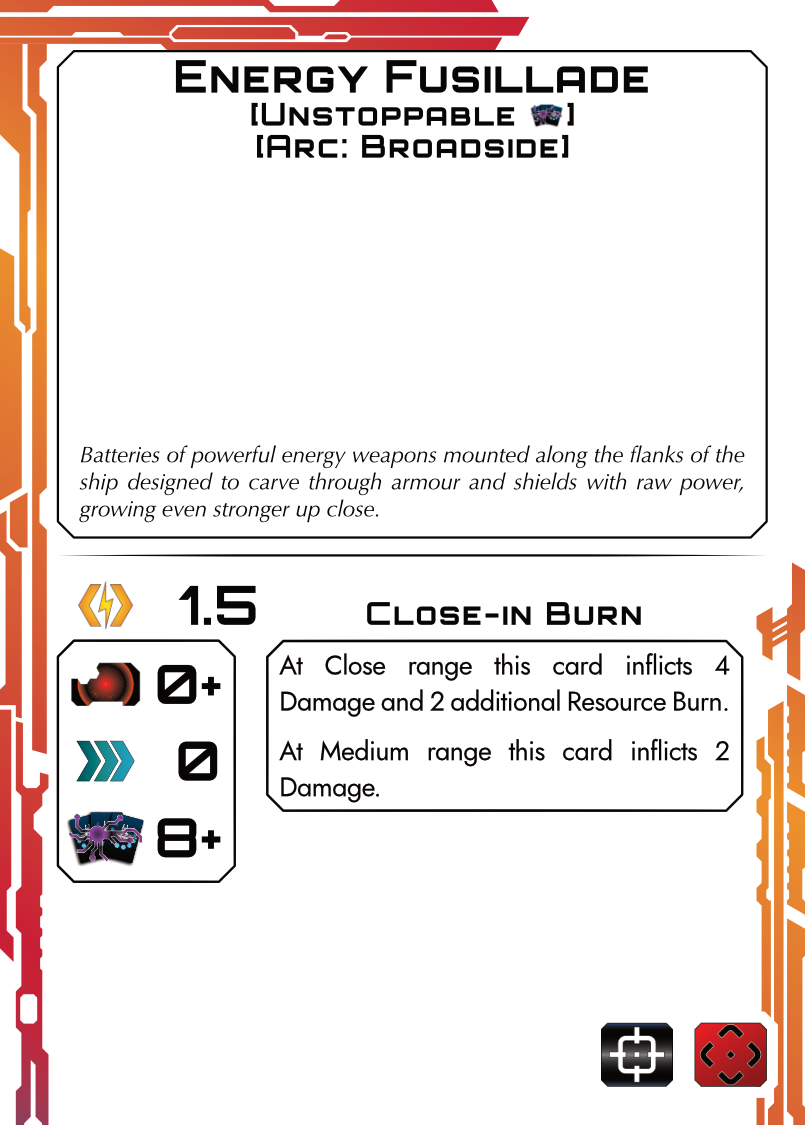 Energy Fusillade
[Unstoppable ]
[Arc: Broadside]
Batteries of powerful energy weapons mounted along the flanks of the
ship designed to carve through armour and shields with raw power,
growing even stronger up close.
1.5
Close-in Burn
0+
0
8+
At Close range this card inflicts 4
Damage and 2 additional Resource Burn.
At Medium range this card inflicts 2
Damage.